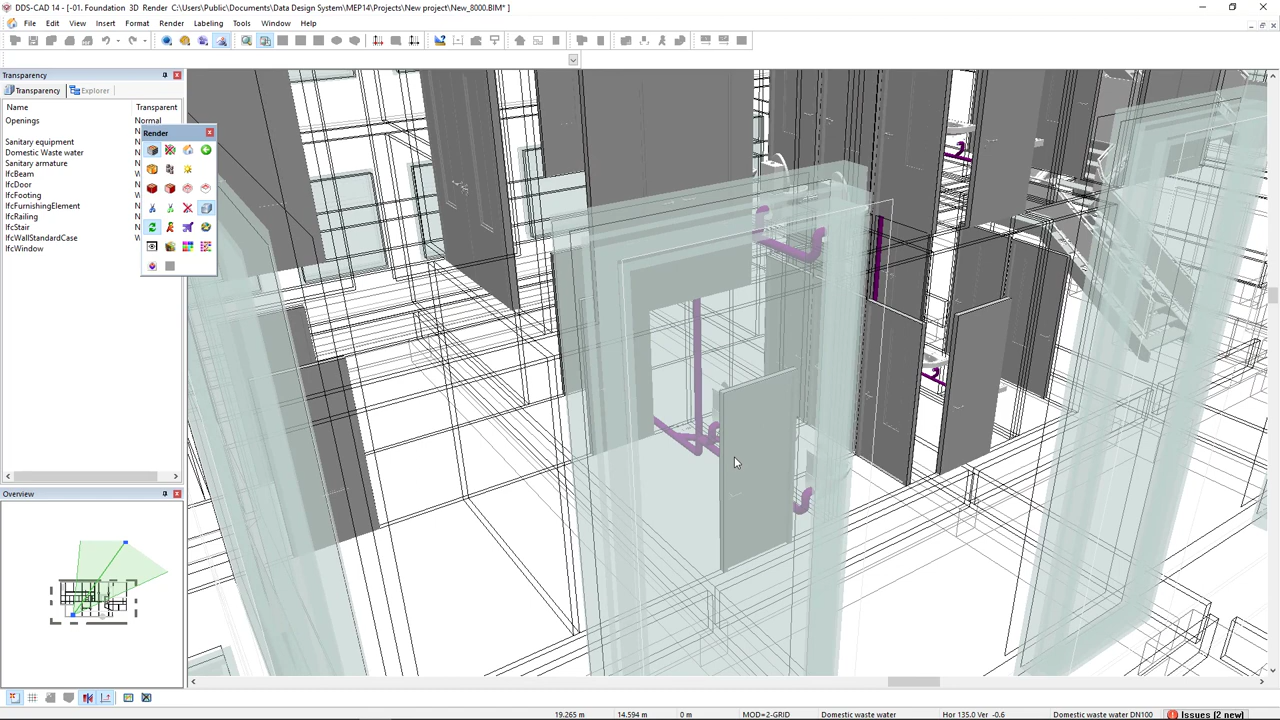 DDS-CAD 14 - [-01. Foundation  3D  Render  C:\Users\Public\Documents\Data Design System\MEP14\Projects\New project\New_8000.BIM* ]
File Edit View Insert Format Render Labeling Tools Window Help
Transparency
Transparency Explorer
Name Transparent
Openings Normal
Render
N
Sanitary equipment N
Domestic Waste water N
Sanitary armature N
IfcBeam W
IfcDoor N
IfcFooting W
IfcFurnishingElement N
IfcRailing N
IfcStair N
IfcWallStandardCase W
IfcWindow N
Overview
19.265 m 14.594 m 0 m MOD=2-GRID Domestic waste water Hor 135.0 Ver -0.6 Domestic waste water DN100 Issues (2 new)